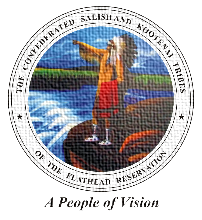 THE CONFEDERATED SALISH AND KOOTENAI TRIBES
OF THE FLATHEAD RESERVATION
A People of Vision